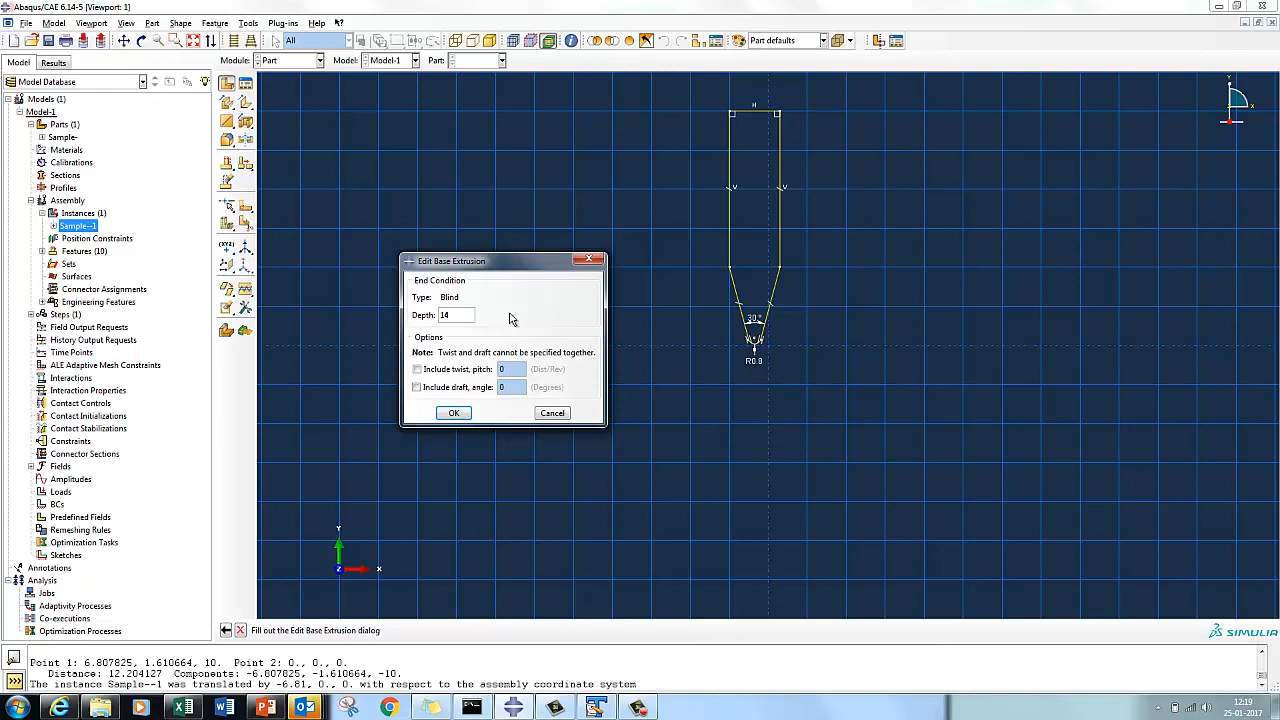 Abaqus/CAE 6.14-5 [Viewport: 1]
File Model Viewport View Part Shape Feature Tools Plug-ins Help
All Part defaults
Model Results Module: Part Model: Model-1 Part:
Model Database
Models (1)
Model-1
Parts (1)
Sample-
Materials
Calibrations
Sections
Profiles
Assembly
Instances (1)
Sample--1
Position Constraints
Features (10)
Sets
Surfaces
Connector Assignments
Engineering Features
Steps (1)
Field Output Requests
History Output Requests
Time Points
ALE Adaptive Mesh Constraints
Interactions
Interaction Properties
Contact Controls
Contact Initializations
Contact Stabilizations
Constraints
Connector Sections
Fields
Amplitudes
Loads
BCs
Predefined Fields
Remeshing Rules
Optimization Tasks
Sketches
Annotations
Analysis
Jobs
Adaptivity Processes
Co-executions
Optimization Processes
H
V V
30°
R0.8
Y
X
Y
X
Z
Edit Base Extrusion
End Condition
Type: Blind
Depth: 14
Options
Note: Twist and draft cannot be specified together.
Include twist, pitch: 0 (Dist/Rev)
Include draft, angle: 0 (Degrees)
OK Cancel
Fill out the Edit Base Extrusion dialog
SIMULIA
Point 1: 6.807825, 1.610664, 10. Point 2: 0., 0., 0.
Distance: 12.204127 Components: -6.807825, -1.610664, -10.
The instance Sample--1 was translated by -6.81, 0., 0. with respect to the assembly coordinate system
12:19
25-01-2017